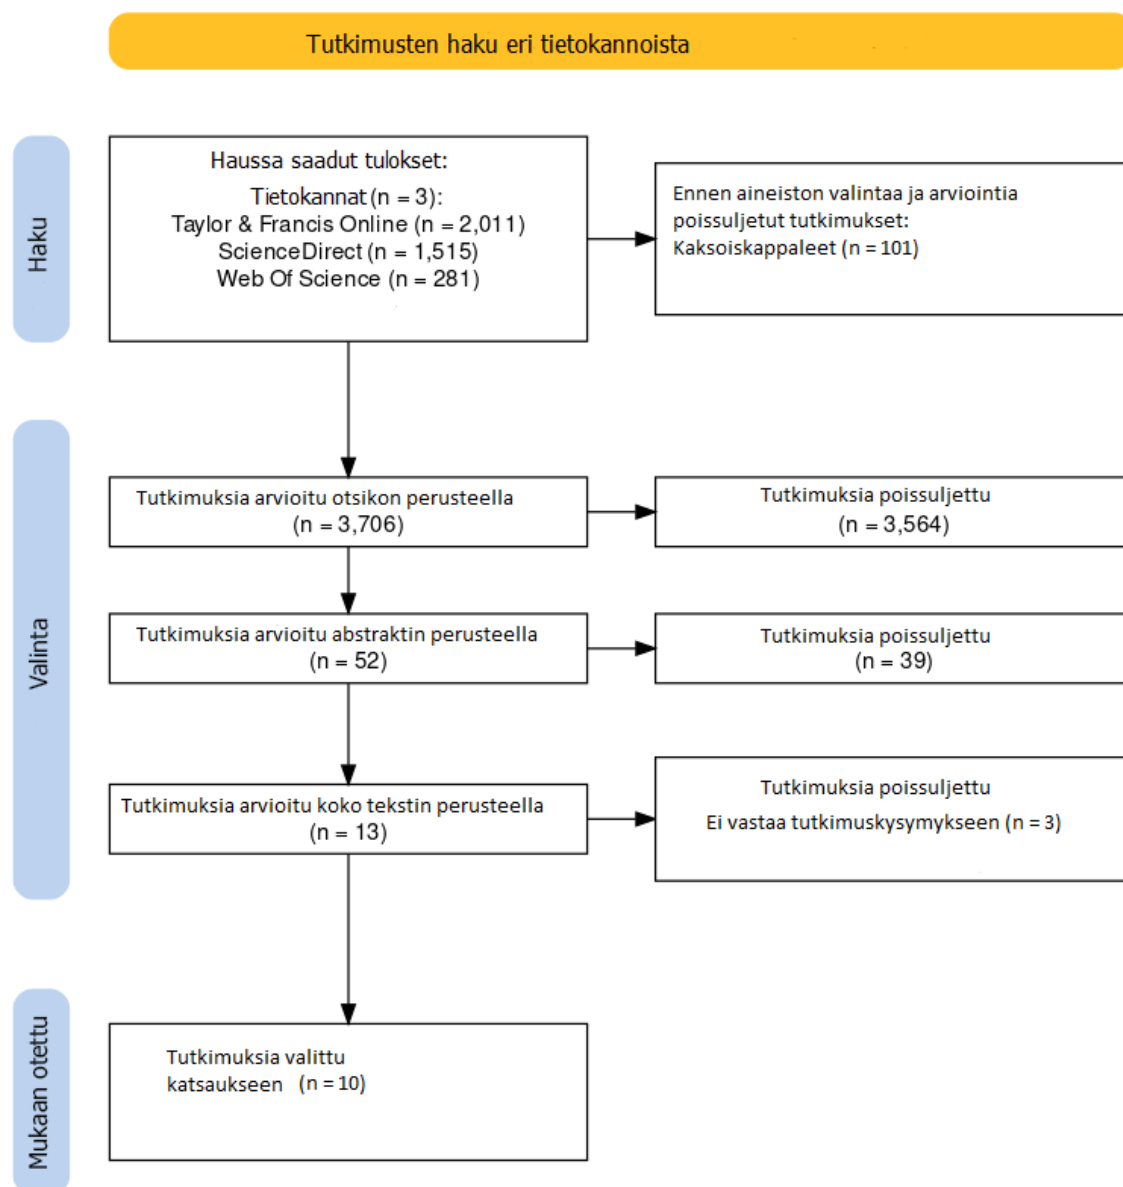 Tutkimusten haku eri tietokannoista
Haku
Haussa saadut tulokset:
Tietokannat (n = 3):
Taylor & Francis Online (n = 2,011)
ScienceDirect (n = 1,515)
Web Of Science (n = 281)
Ennen aineiston valintaa ja arviointia
poissuljetut tutkimukset:
Kaksoiskappaleet (n = 101)
Valinta
Tutkimuksia arvioitu otsikon perusteella
(n = 3,706)
Tutkimuksia poissuljettu
(n = 3,564)
Tutkimuksia arvioitu abstraktin perusteella
(n = 52)
Tutkimuksia poissuljettu
(n = 39)
Tutkimuksia arvioitu koko tekstin perusteella
(n = 13)
Tutkimuksia poissuljettu
Ei vastaa tutkimuskysymykseen (n = 3)
Mukaan otettu
Tutkimuksia valittu
katsaukseen (n = 10)